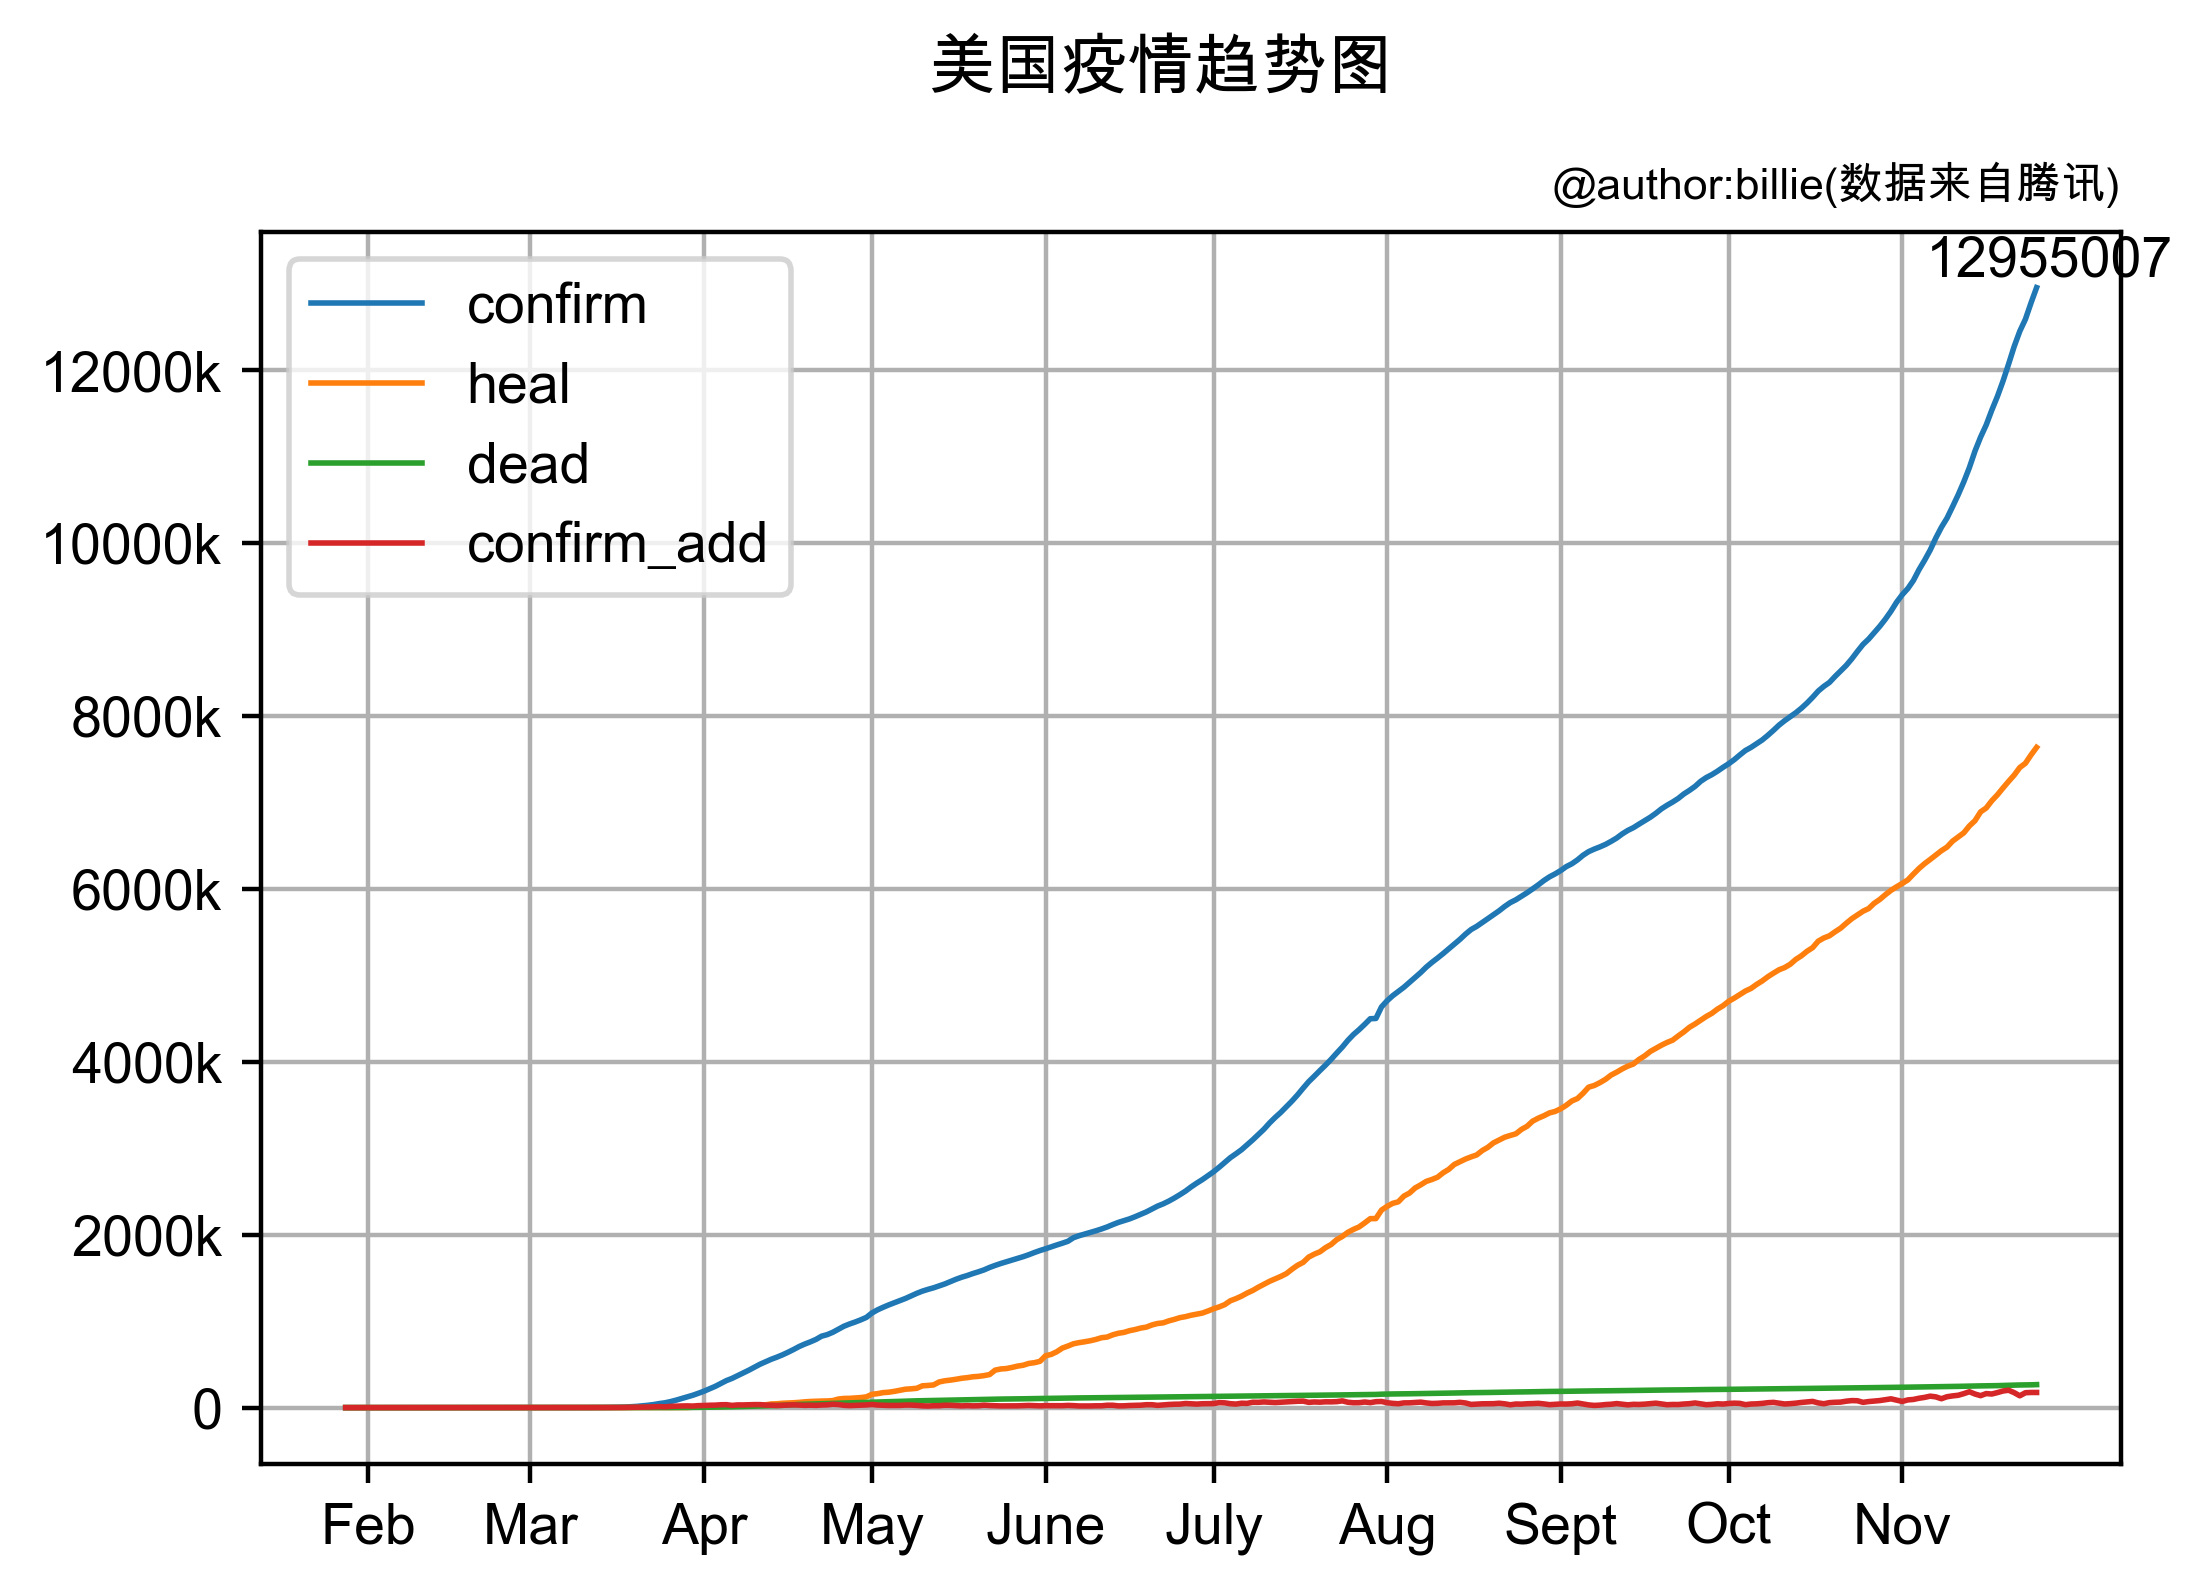 美国疫情趋势图
@author:billie(数据来自腾讯)
12955007
confirm
heal
dead
confirm_add
12000k
10000k
8000k
6000k
4000k
2000k
0
Feb Mar Apr May June July Aug Sept Oct Nov